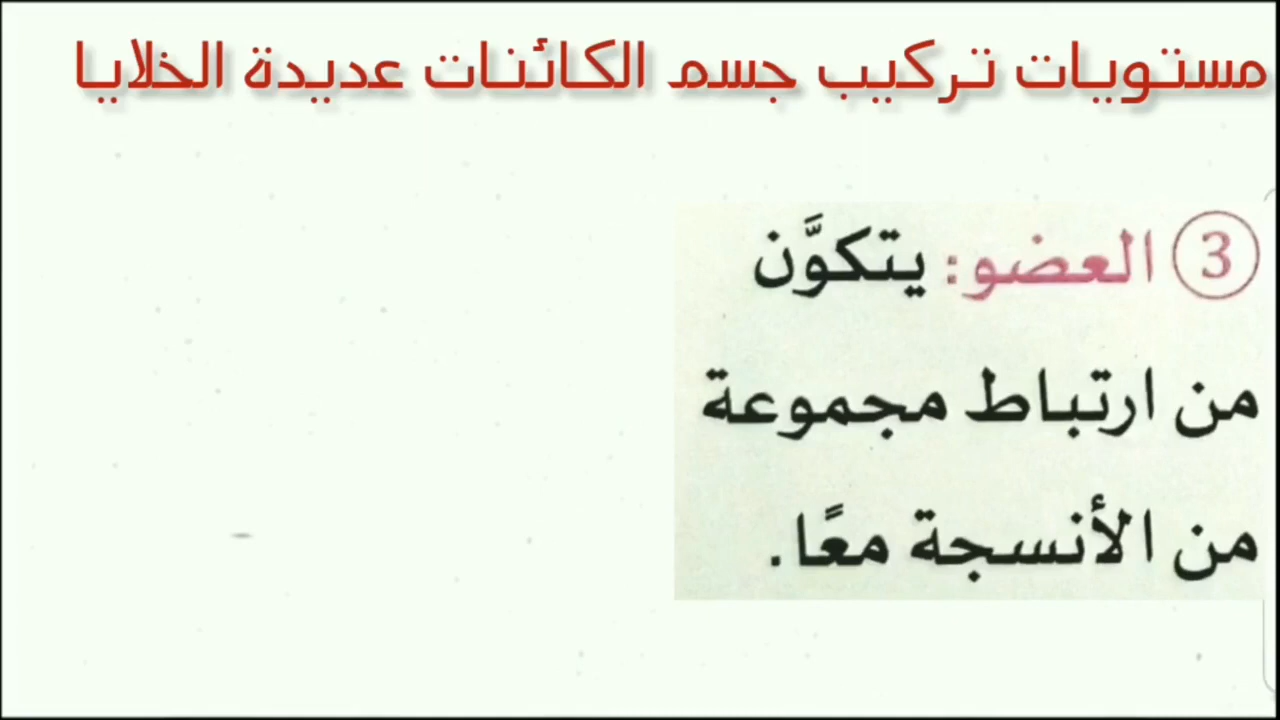 مستويات تركيب جسم الكائنات عديدة الخلايا
3 العضو: يتكوَّن
من ارتباط مجموعة
من الأنسجة معًا.